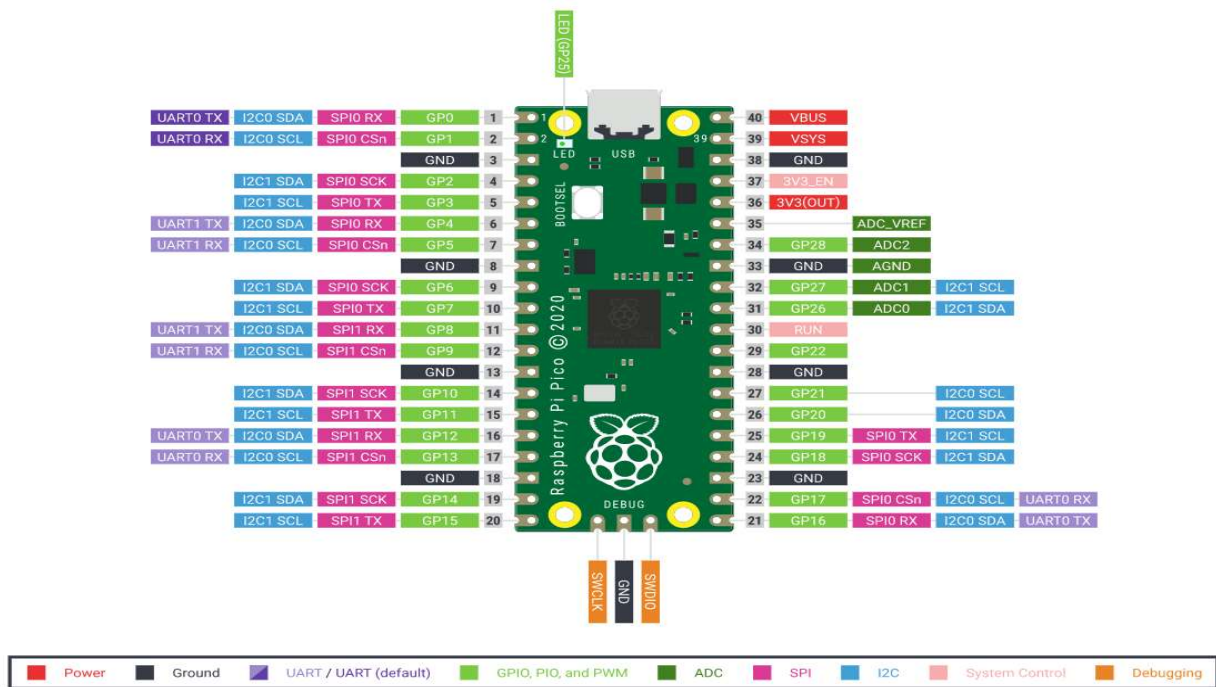 LED (GP25)
UART0 TX I2C0 SDA SPI0 RX GP0 1 1 40 VBUS
UART0 RX I2C0 SCL SPI0 CSn GP1 2 2 39 39 VSYS
LED USB
GND 3 38 GND
I2C1 SDA SPI0 SCK GP2 4 37 3V3_EN
I2C1 SCL SPI0 TX GP3 5 36 3V3(OUT)
BOOTSEL
UART1 TX I2C0 SDA SPI0 RX GP4 6 35 ADC_VREF
UART1 RX I2C0 SCL SPI0 CSn GP5 7 34 GP28 ADC2
GND 8 33 GND AGND
I2C1 SDA SPI0 SCK GP6 9 32 GP27 ADC1 I2C1 SCL
I2C1 SCL SPI0 TX GP7 10 31 GP26 ADC0 I2C1 SDA
UART1 TX I2C0 SDA SPI1 RX GP8 11 30 RUN
UART1 RX I2C0 SCL SPI1 CSn GP9 12 29 GP22
GND 13 28 GND
Raspberry Pi Pico ©2020
I2C1 SDA SPI1 SCK GP10 14 27 GP21 I2C0 SCL
I2C1 SCL SPI1 TX GP11 15 26 GP20 I2C0 SDA
UART0 TX I2C0 SDA SPI1 RX GP12 16 25 GP19 SPI0 TX I2C1 SCL
UART0 RX I2C0 SCL SPI1 CSn GP13 17 24 GP18 SPI0 SCK I2C1 SDA
GND 18 23 GND
I2C1 SDA SPI1 SCK GP14 19 22 GP17 SPI0 CSn I2C0 SCL UART0 RX
DEBUG
I2C1 SCL SPI1 TX GP15 20 21 GP16 SPI0 RX I2C0 SDA UART0 TX
SWCLK
GND
SWDIO
Power Ground UART / UART (default) GPIO, PIO, and PWM ADC SPI I2C System Control Debugging